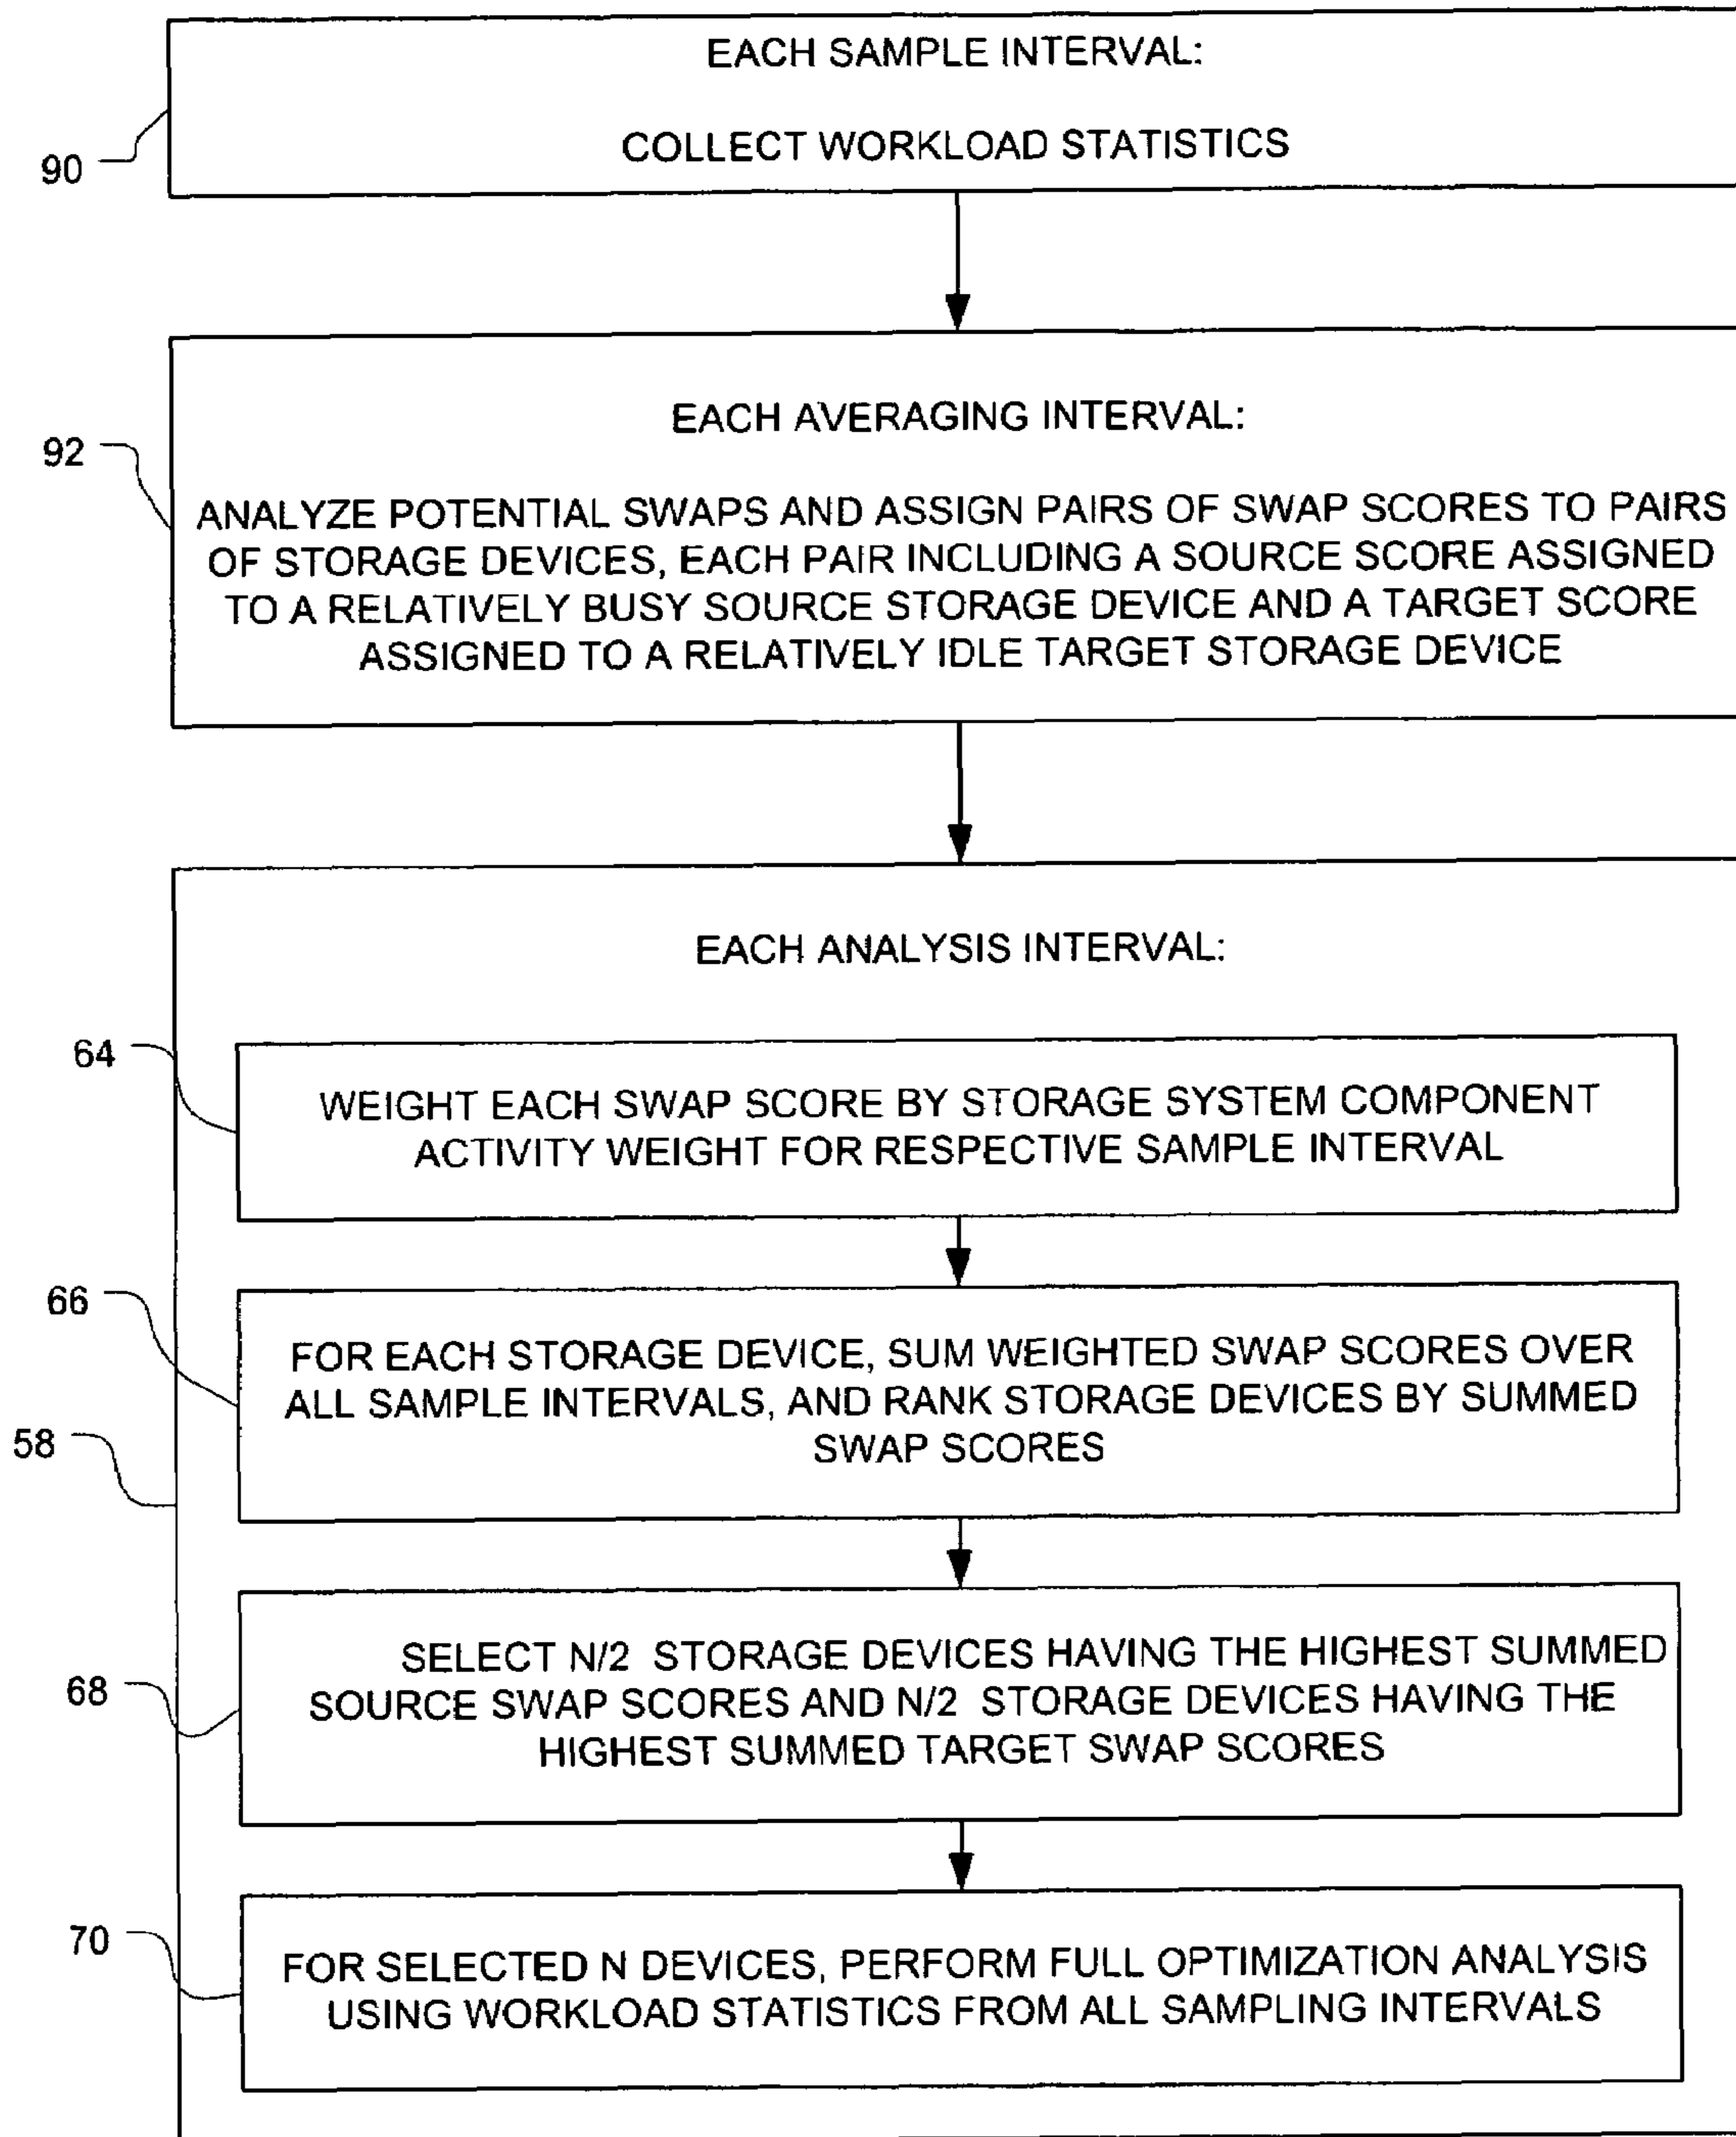 EACH SAMPLE INTERVAL:
COLLECT WORKLOAD STATISTICS
90
EACH AVERAGING INTERVAL:
92
ANALYZE POTENTIAL SWAPS AND ASSIGN PAIRS OF SWAP SCORES TO PAIRS
OF STORAGE DEVICES, EACH PAIR INCLUDING A SOURCE SCORE ASSIGNED
TO A RELATIVELY BUSY SOURCE STORAGE DEVICE AND A TARGET SCORE
ASSIGNED TO A RELATIVELY IDLE TARGET STORAGE DEVICE
EACH ANALYSIS INTERVAL:
64
WEIGHT EACH SWAP SCORE BY STORAGE SYSTEM COMPONENT
ACTIVITY WEIGHT FOR RESPECTIVE SAMPLE INTERVAL
66
FOR EACH STORAGE DEVICE, SUM WEIGHTED SWAP SCORES OVER
ALL SAMPLE INTERVALS, AND RANK STORAGE DEVICES BY SUMMED
SWAP SCORES
58
SELECT N/2 STORAGE DEVICES HAVING THE HIGHEST SUMMED
SOURCE SWAP SCORES AND N/2 STORAGE DEVICES HAVING THE
HIGHEST SUMMED TARGET SWAP SCORES
68
70
FOR SELECTED N DEVICES, PERFORM FULL OPTIMIZATION ANALYSIS
USING WORKLOAD STATISTICS FROM ALL SAMPLING INTERVALS